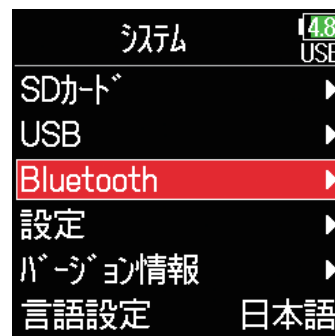 システム
4.8
USB
SDカード
USB
Bluetooth
設定
バージョン情報
言語設定 日本語